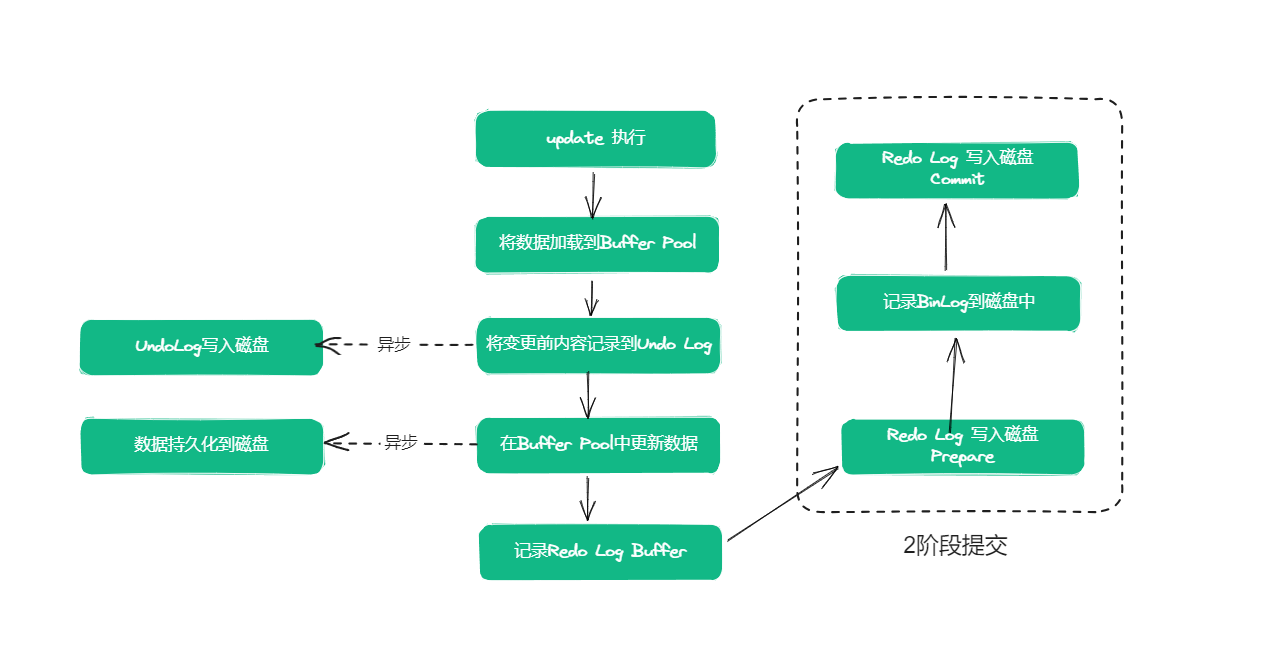 update 执行
将数据加载到Buffer Pool
将变更前内容记录到Undo Log
异步
UndoLog写入磁盘
在Buffer Pool中更新数据
异步
数据持久化到磁盘
记录Redo Log Buffer
Redo Log 写入磁盘
Prepare
记录BinLog到磁盘中
Redo Log 写入磁盘
Commit
2阶段提交